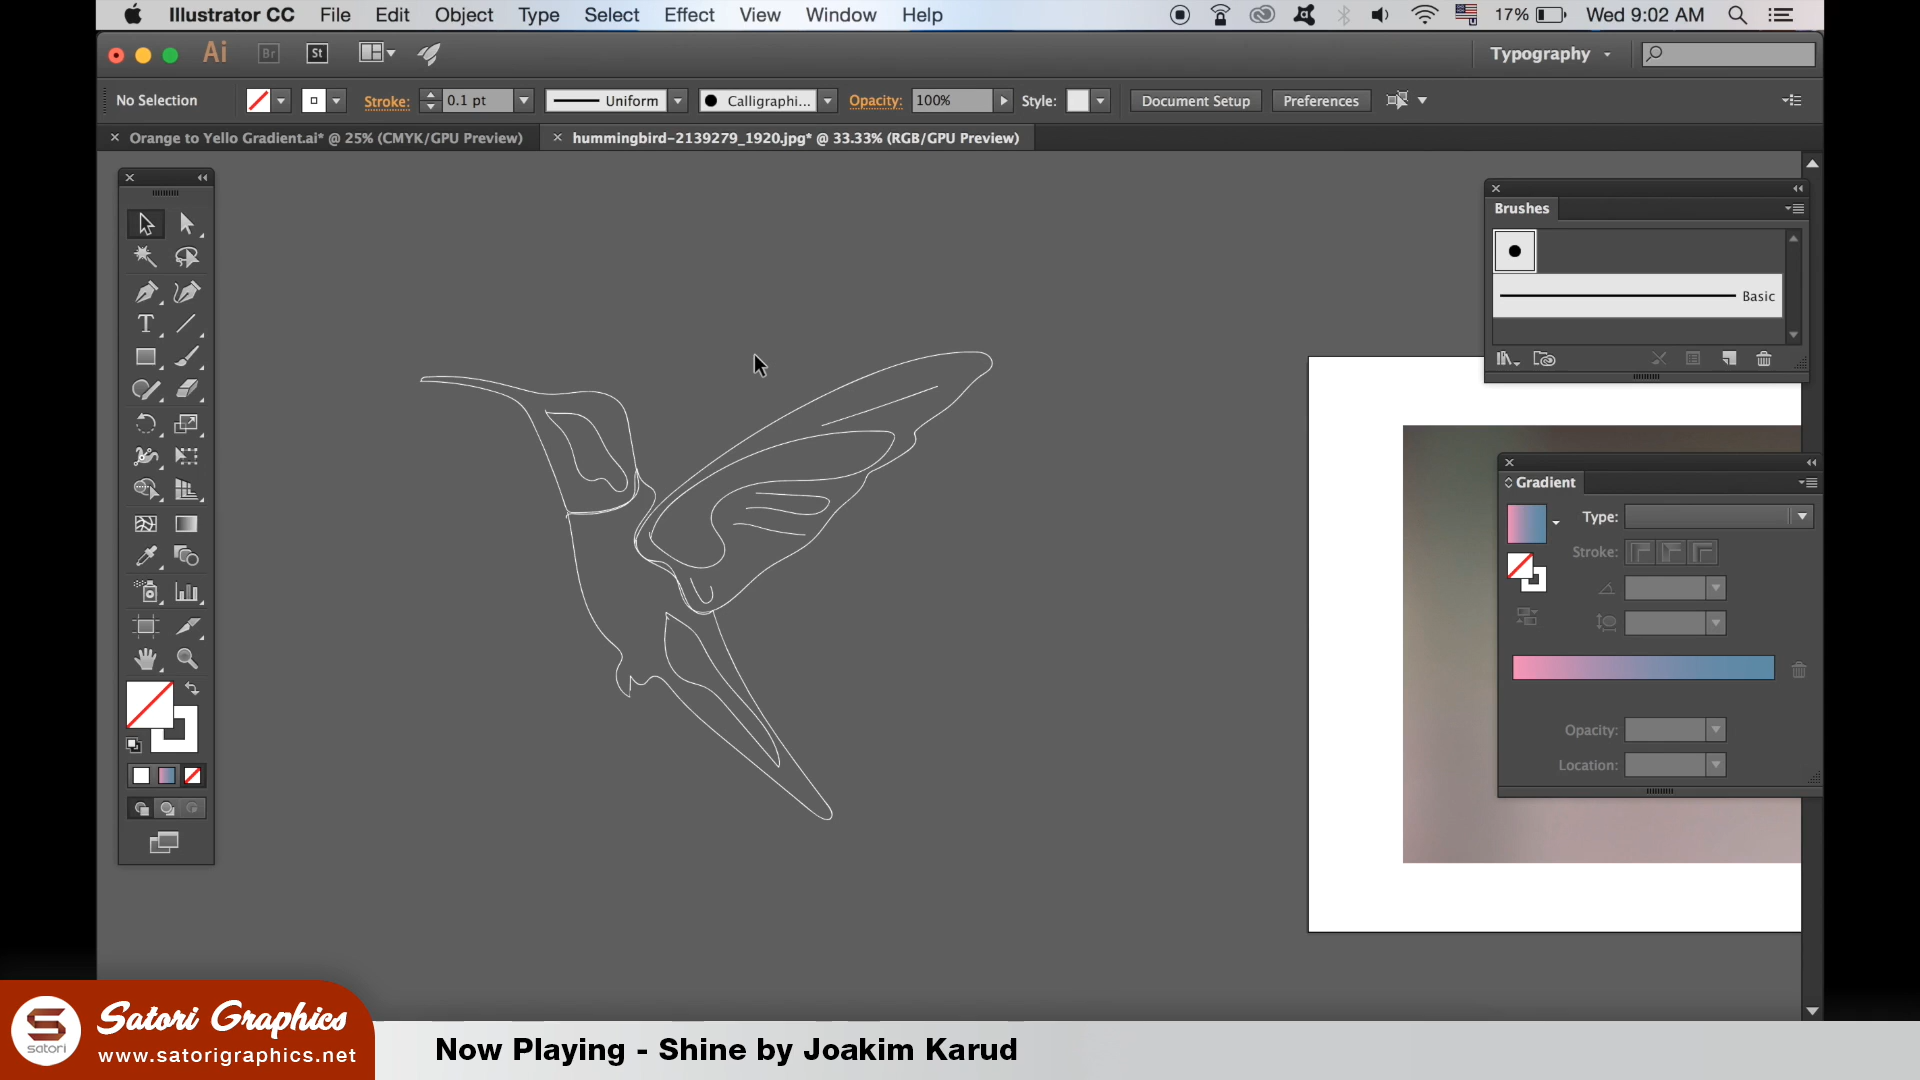 Illustrator CC File Edit Object Type Select Effect View Window Help 17% Wed 9:02 AM
Ai Br St Typography
No Selection Stroke: 0.1 pt Uniform Calligraphi... Opacity: 100% Style: Document Setup Preferences
Orange to Yello Gradient.ai* @ 25% (CMYK/GPU Preview) hummingbird-2139279_1920.jpg* @ 33.33% (RGB/GPU Preview)
Brushes
Basic
Gradient
Type:
Stroke:
Opacity:
Location:
Satori Graphics
satori
www.satorigraphics.net
Now Playing - Shine by Joakim Karud